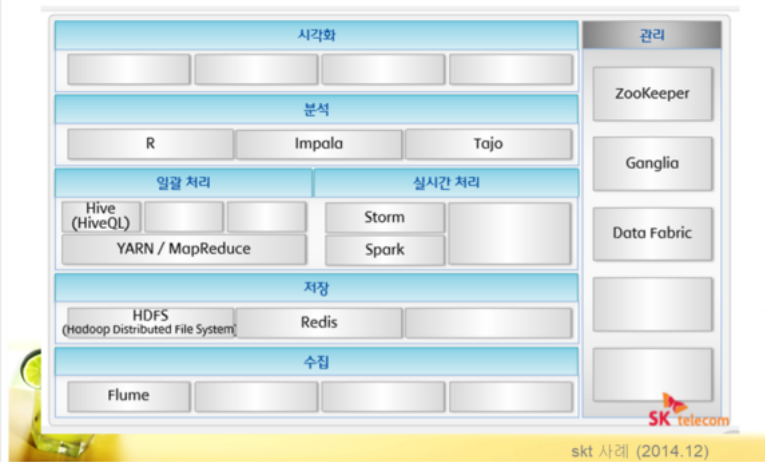 시각화
관리
ZooKeeper
분석
R
Impala
Tajo
Ganglia
일괄 처리
실시간 처리
Hive
(HiveQL)
Storm
YARN / MapReduce
Spark
Data Fabric
저장
HDFS
(Hadoop Distributed File System)
Redis
수집
Flume
SK telecom
skt 사례 (2014.12)